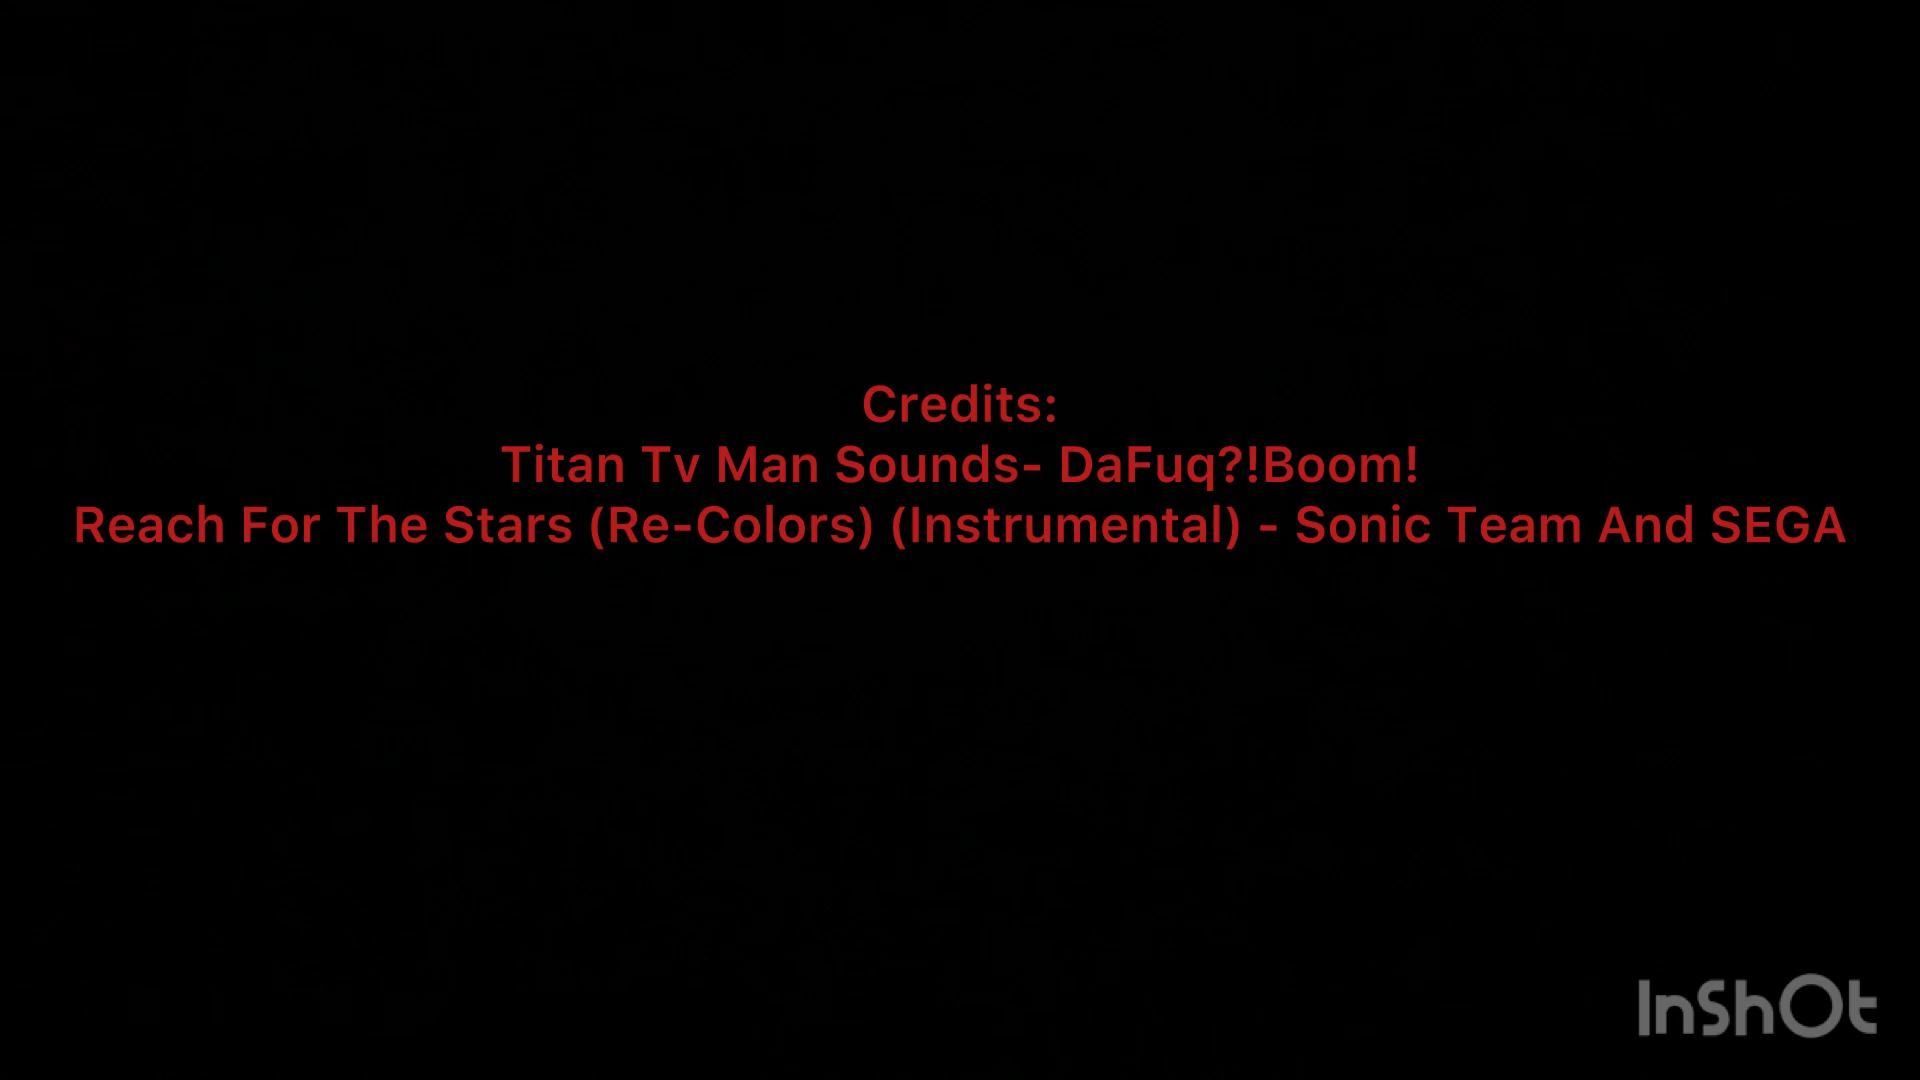 Credits:
Titan Tv Man Sounds- DaFuq?!Boom!
Reach For The Stars (Re-Colors) (Instrumental) - Sonic Team And SEGA
InShOt